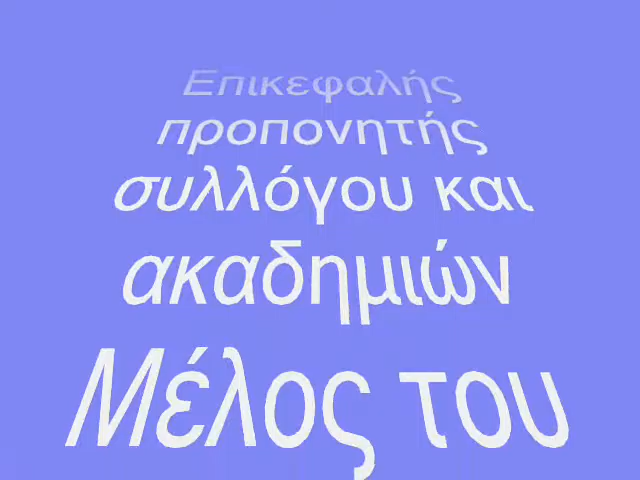 Επικεφαλής
προπονητής
συλλόγου και
ακαδημιών
Μέλος του